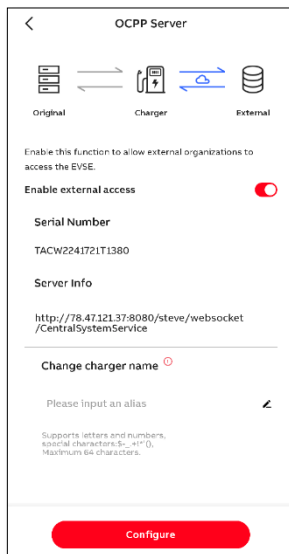 OCPP Server
Original
Charger
External
Enable this function to allow external organizations to
access the EVSE.
Enable external access
Serial Number
TACW2241721T1380
Server Info
http://78.47.121.37:8080/steve/websocket
/CentralSystemService
Change charger name
Please input an alias
Supports letters and numbers,
special characters:$-_.+!*'(),
Maximum 64 characters.
Configure